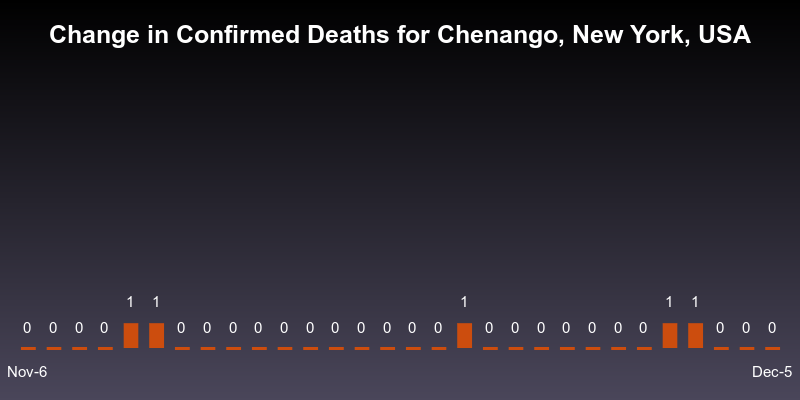 Change in Confirmed Deaths for Chenango, New York, USA
0 0 0 0 1 1 0 0 0 0 0 0 0 0 0 0 0 1 0 0 0 0 0 0 0 1 1 0 0 0
Nov-6 Dec-5